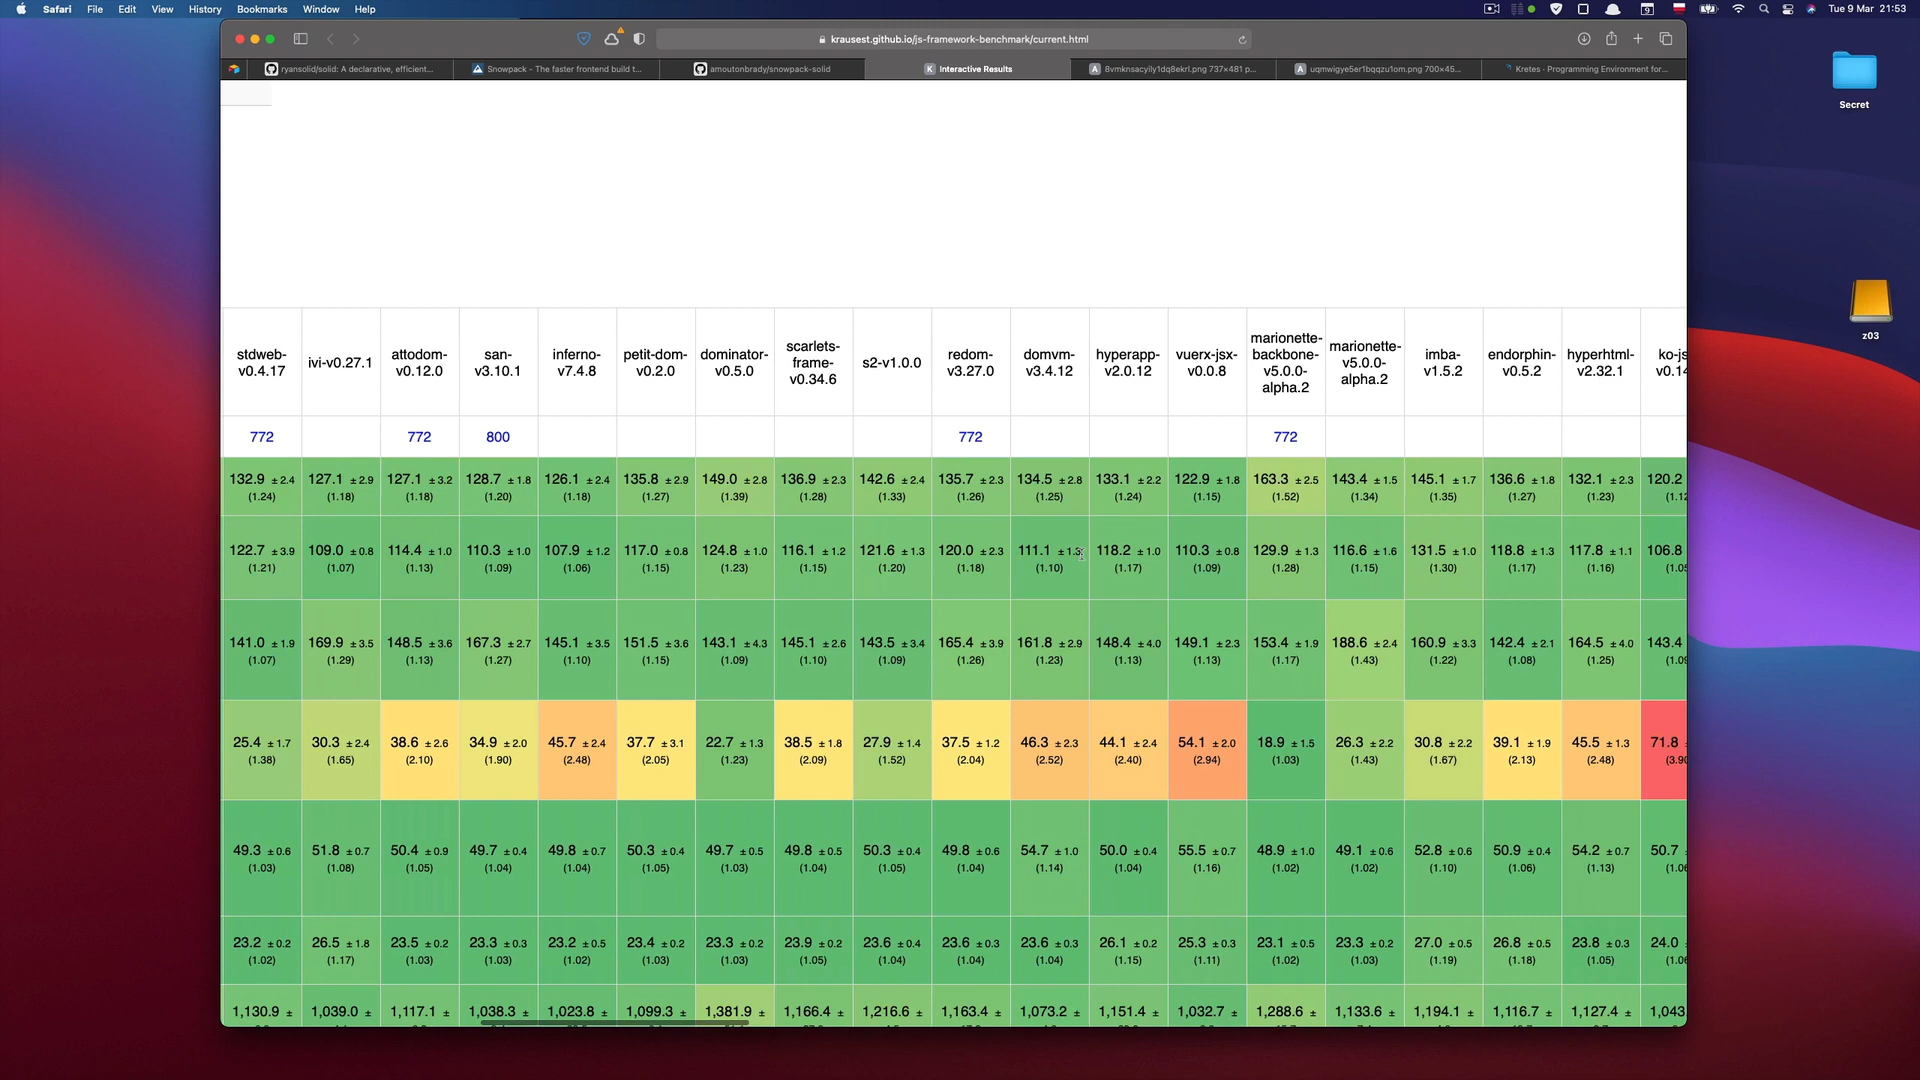 Safari File Edit View History Bookmarks Window Help
9
Tue 9 Mar 21:53
krausest.github.io/js-framework-benchmark/current.html
ryansolid/solid: A declarative, efficient...
Snowpack - The faster frontend build t...
amoutonbrady/snowpack-solid
K Interactive Results
A 8vmknsacyily1dq8ekrl.png 737×481 p...
A uqmwigye5er1bqqzu1om.png 700×45...
Kretes · Programming Environment for...
Secret
z03
stdweb-v0.4.17 ivi-v0.27.1 attodom-v0.12.0 san-v3.10.1 inferno-v7.4.8 petit-dom-v0.2.0 dominator-v0.5.0 scarlets-frame-v0.34.6 s2-v1.0.0 redom-v3.27.0 domvm-v3.4.12 hyperapp-v2.0.12 vuerx-jsx-v0.0.8 marionette-backbone-v5.0.0-alpha.2 marionette-v5.0.0-alpha.2 imba-v1.5.2 endorphin-v0.5.2 hyperhtml-v2.32.1 ko-js v0.14
772 772 800 772 772
132.9 ± 2.4 127.1 ± 2.9 127.1 ± 3.2 128.7 ± 1.8 126.1 ± 2.4 135.8 ± 2.9 149.0 ± 2.8 136.9 ± 2.3 142.6 ± 2.4 135.7 ± 2.3 134.5 ± 2.8 133.1 ± 2.2 122.9 ± 1.8 163.3 ± 2.5 143.4 ± 1.5 145.1 ± 1.7 136.6 ± 1.8 132.1 ± 2.3 120.2
(1.24) (1.18) (1.18) (1.20) (1.18) (1.27) (1.39) (1.28) (1.33) (1.26) (1.25) (1.24) (1.15) (1.52) (1.34) (1.35) (1.27) (1.23) (1.12
122.7 ± 3.9 109.0 ± 0.8 114.4 ± 1.0 110.3 ± 1.0 107.9 ± 1.2 117.0 ± 0.8 124.8 ± 1.0 116.1 ± 1.2 121.6 ± 1.3 120.0 ± 2.3 111.1 ± 1.3 118.2 ± 1.0 110.3 ± 0.8 129.9 ± 1.3 116.6 ± 1.6 131.5 ± 1.0 118.8 ± 1.3 117.8 ± 1.1 106.8
(1.21) (1.07) (1.13) (1.09) (1.06) (1.15) (1.23) (1.15) (1.20) (1.18) (1.10) (1.17) (1.09) (1.28) (1.15) (1.30) (1.17) (1.16) (1.05
141.0 ± 1.9 169.9 ± 3.5 148.5 ± 3.6 167.3 ± 2.7 145.1 ± 3.5 151.5 ± 3.6 143.1 ± 4.3 145.1 ± 2.6 143.5 ± 3.4 165.4 ± 3.9 161.8 ± 2.9 148.4 ± 4.0 149.1 ± 2.3 153.4 ± 1.9 188.6 ± 2.4 160.9 ± 3.3 142.4 ± 2.1 164.5 ± 4.0 143.4
(1.07) (1.29) (1.13) (1.27) (1.10) (1.15) (1.09) (1.10) (1.09) (1.26) (1.23) (1.13) (1.13) (1.17) (1.43) (1.22) (1.08) (1.25) (1.09
25.4 ± 1.7 30.3 ± 2.4 38.6 ± 2.6 34.9 ± 2.0 45.7 ± 2.4 37.7 ± 3.1 22.7 ± 1.3 38.5 ± 1.8 27.9 ± 1.4 37.5 ± 1.2 46.3 ± 2.3 44.1 ± 2.4 54.1 ± 2.0 18.9 ± 1.5 26.3 ± 2.2 30.8 ± 2.2 39.1 ± 1.9 45.5 ± 1.3 71.8
(1.38) (1.65) (2.10) (1.90) (2.48) (2.05) (1.23) (2.09) (1.52) (2.04) (2.52) (2.40) (2.94) (1.03) (1.43) (1.67) (2.13) (2.48) (3.90
49.3 ± 0.6 51.8 ± 0.7 50.4 ± 0.9 49.7 ± 0.4 49.8 ± 0.7 50.3 ± 0.4 49.7 ± 0.5 49.8 ± 0.5 50.3 ± 0.4 49.8 ± 0.6 54.7 ± 1.0 50.0 ± 0.4 55.5 ± 0.7 48.9 ± 1.0 49.1 ± 0.6 52.8 ± 0.6 50.9 ± 0.4 54.2 ± 0.7 50.7
(1.03) (1.08) (1.05) (1.04) (1.04) (1.05) (1.03) (1.04) (1.05) (1.04) (1.14) (1.04) (1.16) (1.02) (1.02) (1.10) (1.06) (1.13) (1.06
23.2 ± 0.2 26.5 ± 1.8 23.5 ± 0.2 23.3 ± 0.3 23.2 ± 0.5 23.4 ± 0.2 23.3 ± 0.2 23.9 ± 0.2 23.6 ± 0.4 23.6 ± 0.3 23.6 ± 0.3 26.1 ± 0.2 25.3 ± 0.3 23.1 ± 0.5 23.3 ± 0.2 27.0 ± 0.5 26.8 ± 0.5 23.8 ± 0.3 24.0
(1.02) (1.17) (1.03) (1.03) (1.02) (1.03) (1.03) (1.05) (1.04) (1.04) (1.04) (1.15) (1.11) (1.02) (1.03) (1.19) (1.18) (1.05) (1.06
1,130.9 ± 1,039.0 ± 1,117.1 ± 1,038.3 ± 1,023.8 ± 1,099.3 ± 1,381.9 ± 1,166.4 ± 1,216.6 ± 1,163.4 ± 1,073.2 ± 1,151.4 ± 1,032.7 ± 1,288.6 ± 1,133.6 ± 1,194.1 ± 1,116.7 ± 1,127.4 ± 1,043